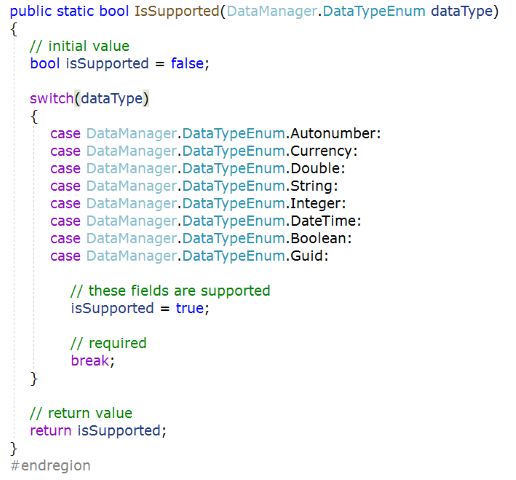 public static bool IsSupported(DataManager.DataTypeEnum dataType)
{
// initial value
bool isSupported = false;
switch(dataType)
{
case DataManager.DataTypeEnum.Autonumber:
case DataManager.DataTypeEnum.Currency:
case DataManager.DataTypeEnum.Double:
case DataManager.DataTypeEnum.String:
case DataManager.DataTypeEnum.Integer:
case DataManager.DataTypeEnum.DateTime:
case DataManager.DataTypeEnum.Boolean:
case DataManager.DataTypeEnum.Guid:
// these fields are supported
isSupported = true;
// required
break;
}
// return value
return isSupported;
}
#endregion